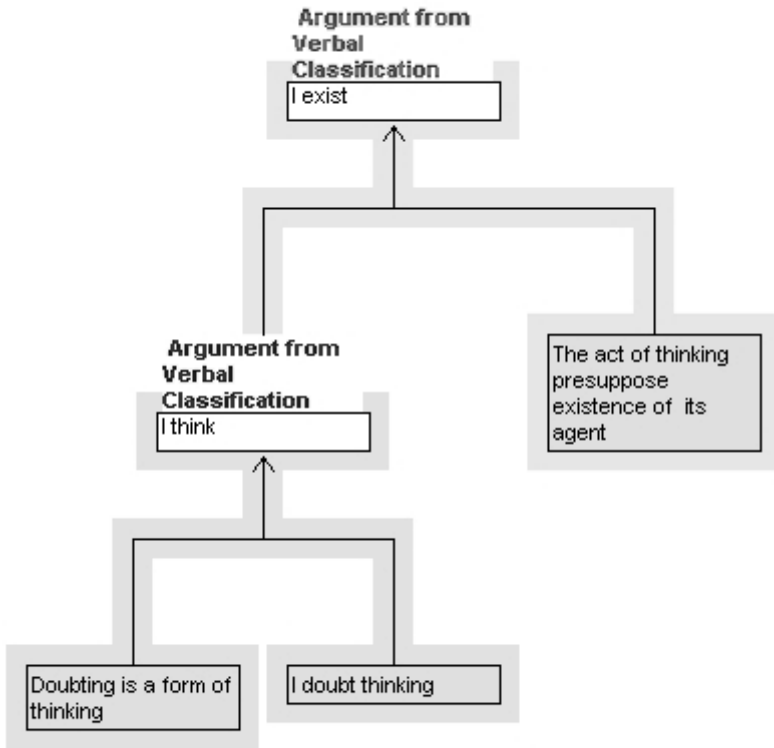 Argument from
Verbal
Classification
I exist
Argument from
Verbal
Classification
I think
The act of thinking
presuppose
existence of its
agent
Doubting is a form of
thinking
I doubt thinking